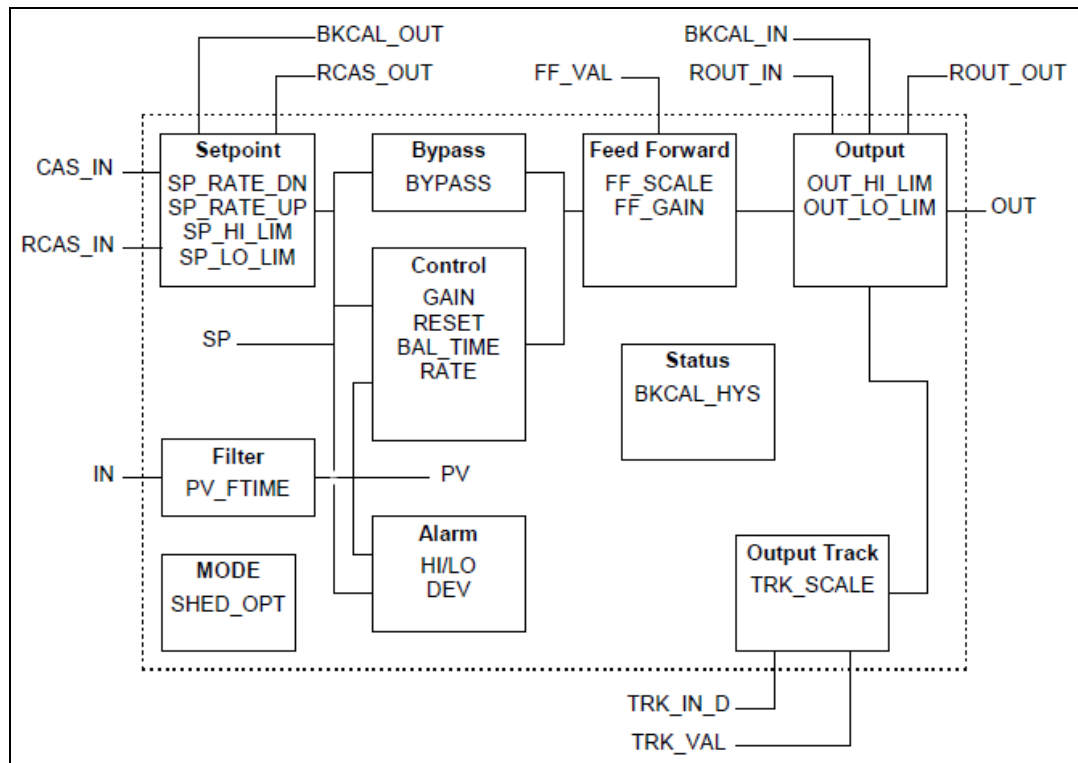 BKCAL_OUT
BKCAL_IN
RCAS_OUT
FF_VAL
ROUT_IN
ROUT_OUT
CAS_IN
RCAS_IN
Setpoint
SP_RATE_DN
SP_RATE_UP
SP_HI_LIM
SP_LO_LIM
Bypass
BYPASS
Feed Forward
FF_SCALE
FF_GAIN
Output
OUT_HI_LIM
OUT_LO_LIM
OUT
Control
GAIN
RESET
BAL_TIME
RATE
SP
Status
BKCAL_HYS
IN
Filter
PV_FTIME
PV
Alarm
HI/LO
DEV
MODE
SHED_OPT
Output Track
TRK_SCALE
TRK_IN_D
TRK_VAL